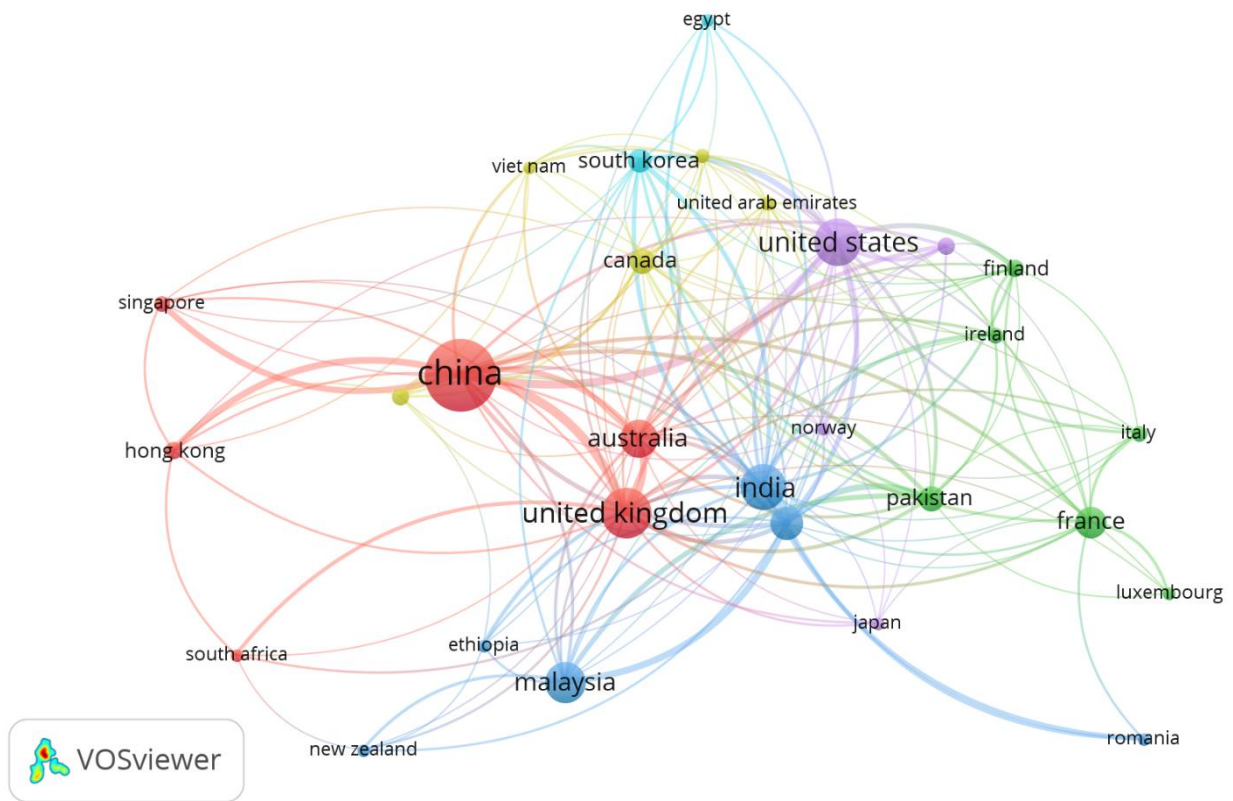 egypt
viet nam
south korea
united arab emirates
united states
canada
finland
singapore
ireland
china
norway
italy
australia
hong kong
india
pakistan
united kingdom
france
luxembourg
japan
ethiopia
south africa
malaysia
new zealand
romania
VOSviewer